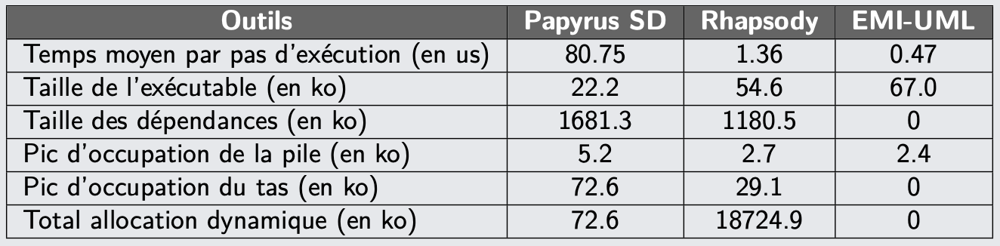 Outils Papyrus SD Rhapsody EMI-UML
Temps moyen par pas d'exécution (en us) 80.75 1.36 0.47
Taille de l'exécutable (en ko) 22.2 54.6 67.0
Taille des dépendances (en ko) 1681.3 1180.5 0
Pic d'occupation de la pile (en ko) 5.2 2.7 2.4
Pic d'occupation du tas (en ko) 72.6 29.1 0
Total allocation dynamique (en ko) 72.6 18724.9 0